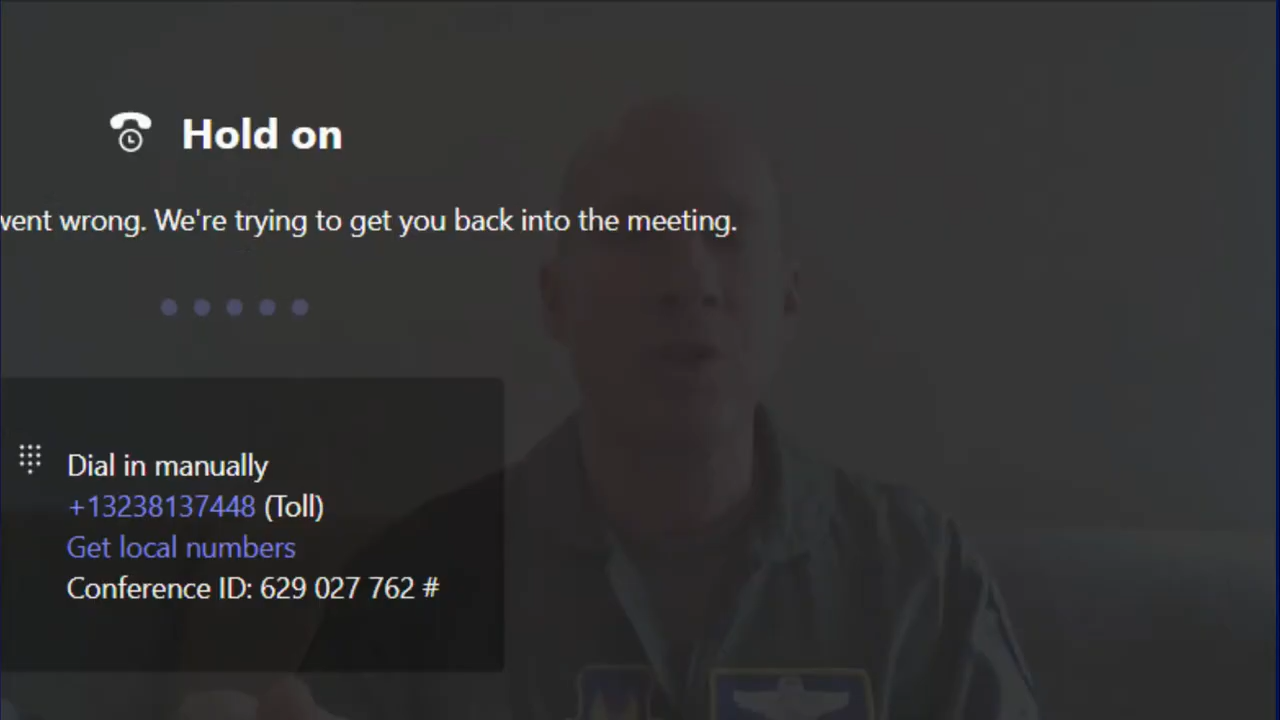 Hold on
went wrong. We're trying to get you back into the meeting.
Dial in manually
+13238137448 (Toll)
Get local numbers
Conference ID: 629 027 762 #